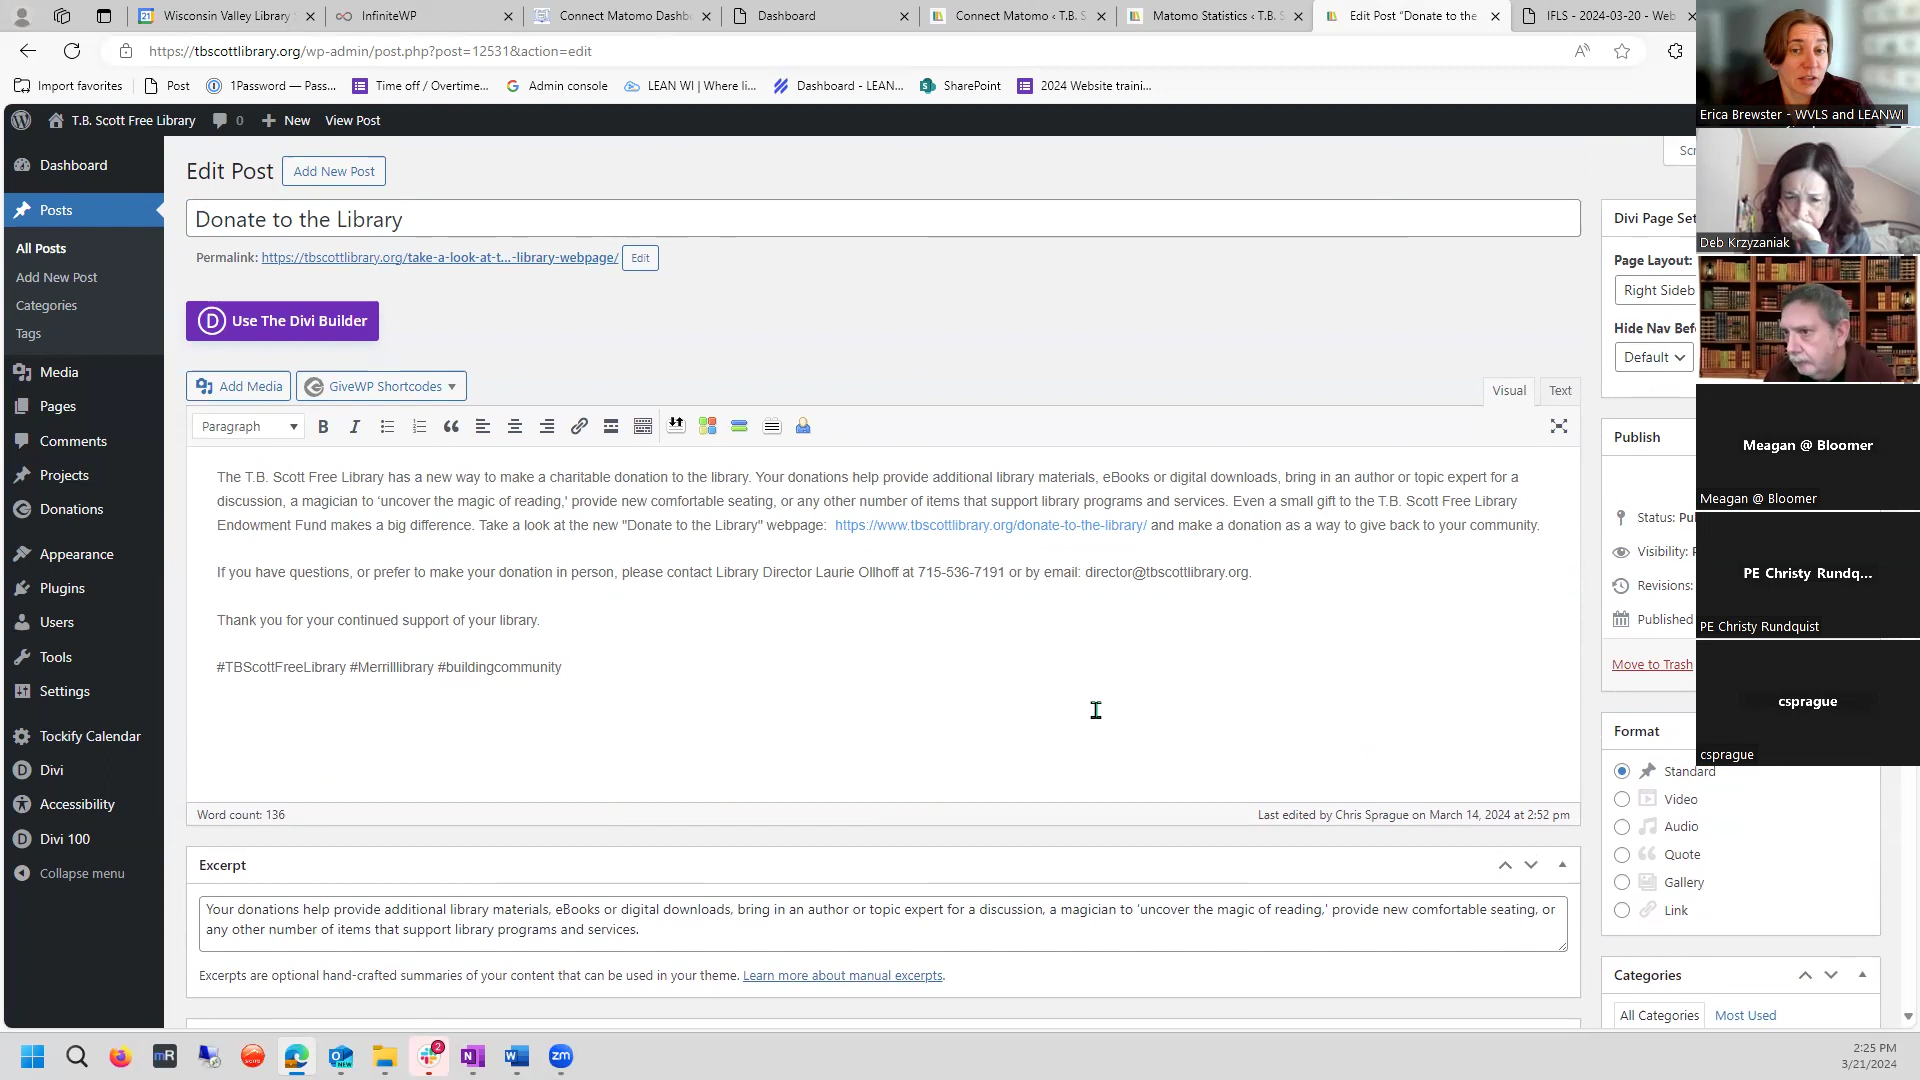 Wisconsin Valley Library
InfiniteWP
Connect Matomo Dashb
Dashboard
Connect Matomo ‹ T.B. S
Matomo Statistics ‹ T.B. S
Edit Post “Donate to the
IFLS - 2024-03-20 - Web
https://tbscottlibrary.org/wp-admin/post.php?post=12531&action=edit
Import favorites
Post
1Password — Pass...
Time off / Overtime...
Admin console
LEAN WI | Where li...
Dashboard - LEAN...
SharePoint
2024 Website traini...
T.B. Scott Free Library
0
New
View Post
Dashboard
Posts
All Posts
Add New Post
Categories
Tags
Media
Pages
Comments
Projects
Donations
Appearance
Plugins
Users
Tools
Settings
Tockify Calendar
Divi
Accessibility
Divi 100
Collapse menu
Edit Post
Add New Post
Donate to the Library
Permalink: https://tbscottlibrary.org/take-a-look-at-t...-library-webpage/
Edit
D Use The Divi Builder
Add Media
GiveWP Shortcodes
Visual
Text
Paragraph
B I
The T.B. Scott Free Library has a new way to make a charitable donation to the library. Your donations help provide additional library materials, eBooks or digital downloads, bring in an author or topic expert for a
discussion, a magician to ‘uncover the magic of reading,' provide new comfortable seating, or any other number of items that support library programs and services. Even a small gift to the T.B. Scott Free Library
Endowment Fund makes a big difference. Take a look at the new "Donate to the Library" webpage: https://www.tbscottlibrary.org/donate-to-the-library/ and make a donation as a way to give back to your community.
If you have questions, or prefer to make your donation in person, please contact Library Director Laurie Ollhoff at 715-536-7191 or by email: director@tbscottlibrary.org.
Thank you for your continued support of your library.
#TBScottFreeLibrary #Merrilllibrary #buildingcommunity
Word count: 136
Last edited by Chris Sprague on March 14, 2024 at 2:52 pm
Excerpt
Your donations help provide additional library materials, eBooks or digital downloads, bring in an author or topic expert for a discussion, a magician to ‘uncover the magic of reading,' provide new comfortable seating, or
any other number of items that support library programs and services.
Excerpts are optional hand-crafted summaries of your content that can be used in your theme. Learn more about manual excerpts.
Scr
Divi Page Set
Page Layout:
Right Sideb
Hide Nav Bef
Default
Publish
Status: Pu
Visibility:
Revisions:
Published
Move to Trash
Format
Standard
Video
Audio
Quote
Gallery
Link
Categories
All Categories
Most Used
Erica Brewster - WVLS and LEANWI
Deb Krzyzaniak
Meagan @ Bloomer
Meagan @ Bloomer
PE Christy Rundq...
PE Christy Rundquist
csprague
csprague
mR
2
zm
2:25 PM
3/21/2024